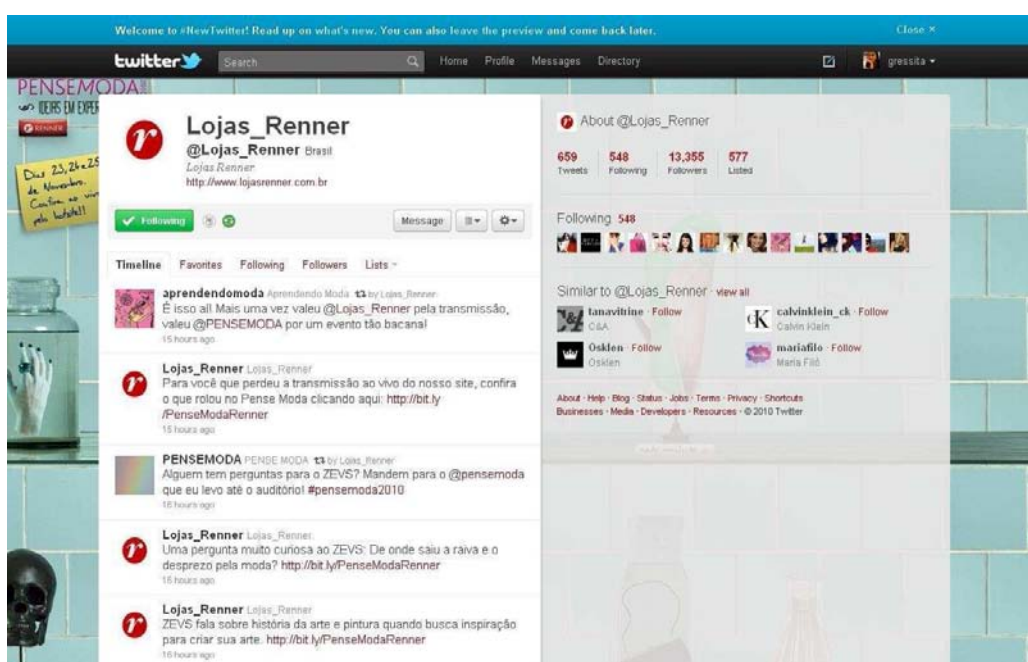 Welcome to #NewTwitter! Read up on what's new. You can also leave the preview and come back later.
Close ×
twitter
Search
Home Profile Messages Directory
gressita
PENSEMODA
IDEIAS EM
RENNER
de Novembro.
Confira ao vivo
pelo
Lojas_Renner
@Lojas_Renner Brasil
Lojas Renner
http://www.lojasrenner.com.br
Following
Message
Timeline Favorites Following Followers Lists
aprendendomoda Aprendendo Moda by Lojas_Renner
É isso aí! Mais uma vez valeu @Lojas_Renner pela transmissão,
valeu @PENSEMODA por um evento tão bacana!
15 hours ago
Lojas_Renner Lojas_Renner
Para você que perdeu a transmissão ao vivo do nosso site, confira
o que rolou no Pense Moda clicando aqui: http://bit.ly
/PenseModaRenner
15 hours ago
PENSEMODA PENSE MODA by Lojas_Renner
Alguem tem perguntas para o ZEVS? Mandem para o @pensemoda
que eu levo até o auditório! #pensemoda2010
16 hours ago
Lojas_Renner Lojas_Renner
Uma pergunta muito curiosa ao ZEVS: De onde saiu a raiva e o
desprezo pela moda? http://bit.ly/PenseModaRenner
16 hours ago
Lojas_Renner Lojas_Renner
ZEVS fala sobre história da arte e pintura quando busca inspiração
para criar sua arte. http://bit.ly/PenseModaRenner
16 hours ago
About @Lojas_Renner
659 548 13,355 577
Tweets Following Followers Listed
Following 548
Similar to @Lojas_Renner · view all
tanavitrine · Follow
C&A
calvinklein_ck · Follow
Calvin Klein
Osklen · Follow
Osklen
mariafilo · Follow
Maria Filó
About · Help · Blog · Status · Jobs · Terms · Privacy · Shortcuts
Businesses · Media · Developers · Resources · © 2010 Twitter